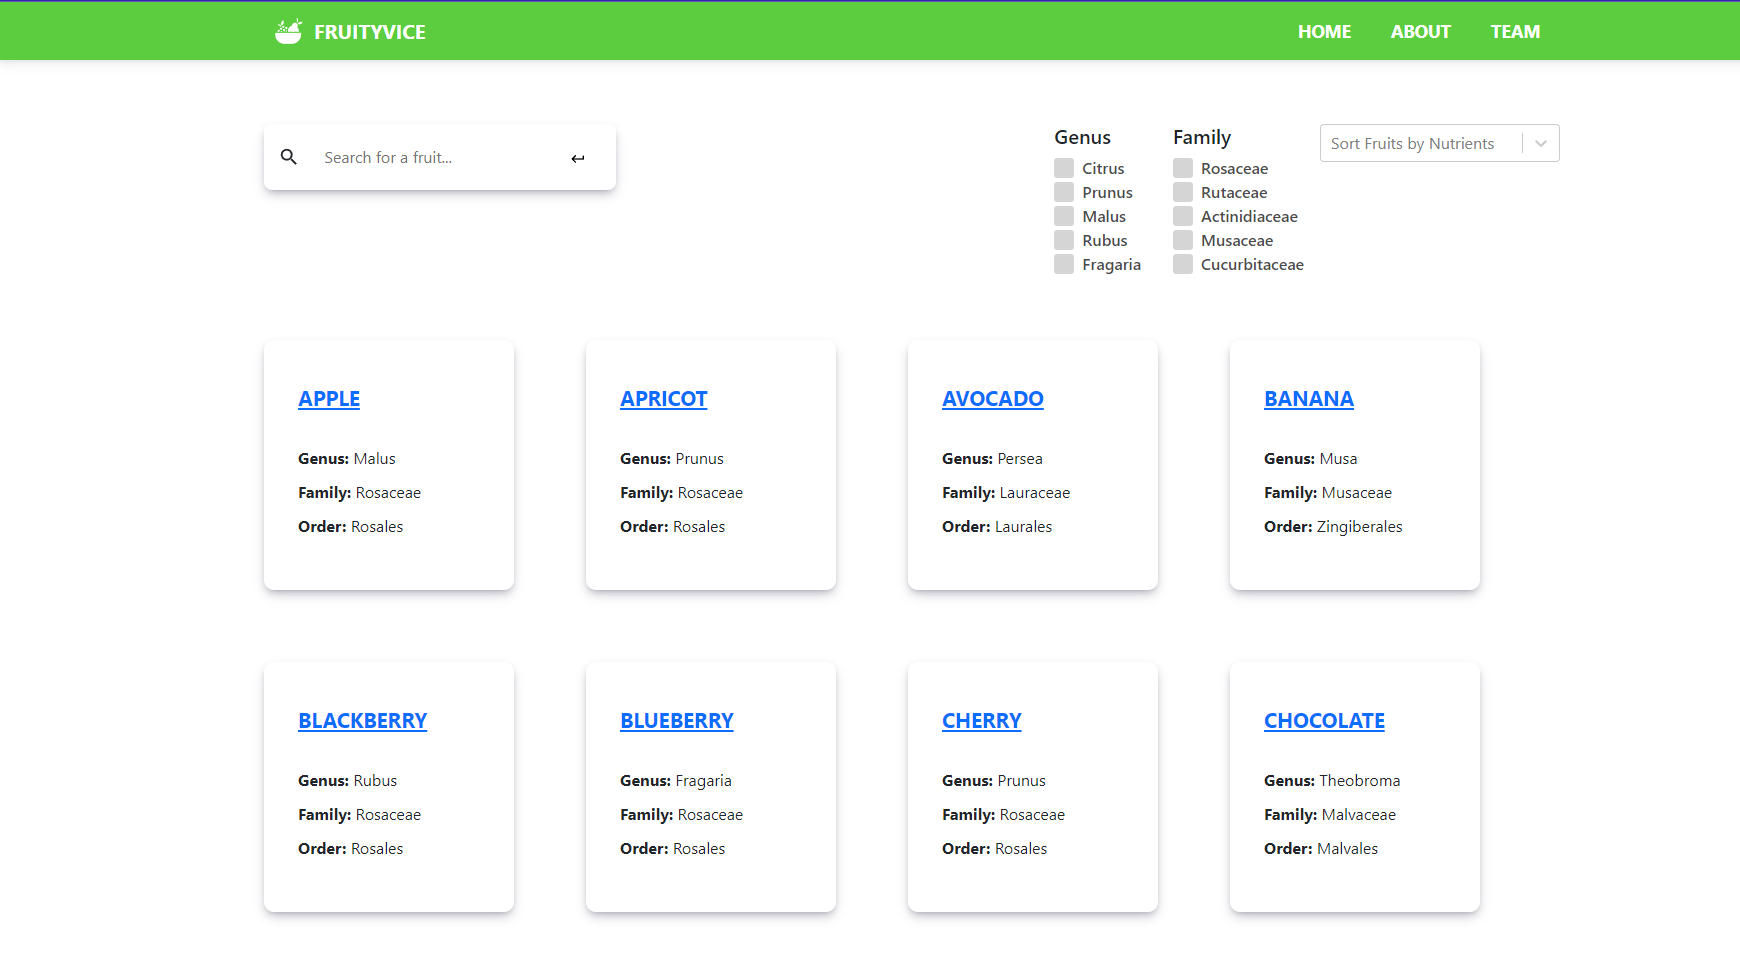 FRUITYVICE
HOME ABOUT TEAM
Search for a fruit...
Genus
Citrus
Prunus
Malus
Rubus
Fragaria
Family
Rosaceae
Rutaceae
Actinidiaceae
Musaceae
Cucurbitaceae
Sort Fruits by Nutrients
APPLE
Genus: Malus
Family: Rosaceae
Order: Rosales
APRICOT
Genus: Prunus
Family: Rosaceae
Order: Rosales
AVOCADO
Genus: Persea
Family: Lauraceae
Order: Laurales
BANANA
Genus: Musa
Family: Musaceae
Order: Zingiberales
BLACKBERRY
Genus: Rubus
Family: Rosaceae
Order: Rosales
BLUEBERRY
Genus: Fragaria
Family: Rosaceae
Order: Rosales
CHERRY
Genus: Prunus
Family: Rosaceae
Order: Rosales
CHOCOLATE
Genus: Theobroma
Family: Malvaceae
Order: Malvales